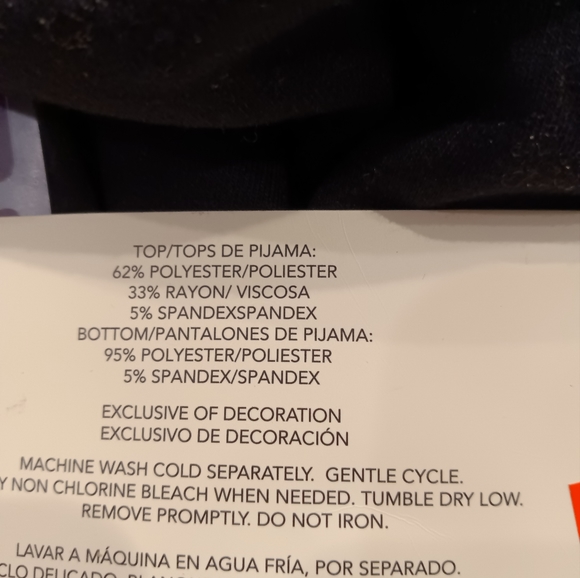 TOP/TOPS DE PIJAMA:
62% POLYESTER/POLIESTER
33% RAYON/ VISCOSA
5% SPANDEXSPANDEX
BOTTOM/PANTALONES DE PIJAMA:
95% POLYESTER/POLIESTER
5% SPANDEX/SPANDEX
EXCLUSIVE OF DECORATION
EXCLUSIVO DE DECORACIÓN
MACHINE WASH COLD SEPARATELY. GENTLE CYCLE.
Y NON CHLORINE BLEACH WHEN NEEDED. TUMBLE DRY LOW.
REMOVE PROMPTLY. DO NOT IRON.
LAVAR A MÁQUINA EN AGUA FRÍA, POR SEPARADO.